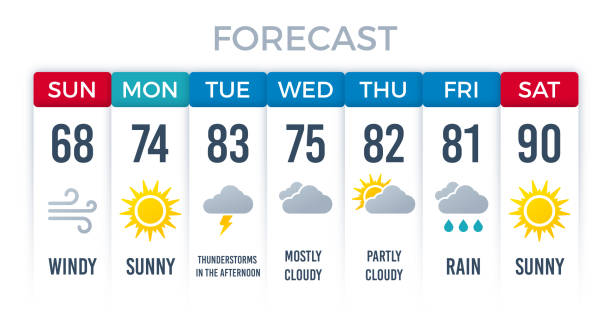 FORECAST
SUN MON TUE WED THU FRI SAT
68 74 83 75 82 81 90
WINDY SUNNY THUNDERSTORMS IN THE AFTERNOON MOSTLY CLOUDY PARTLY CLOUDY RAIN SUNNY